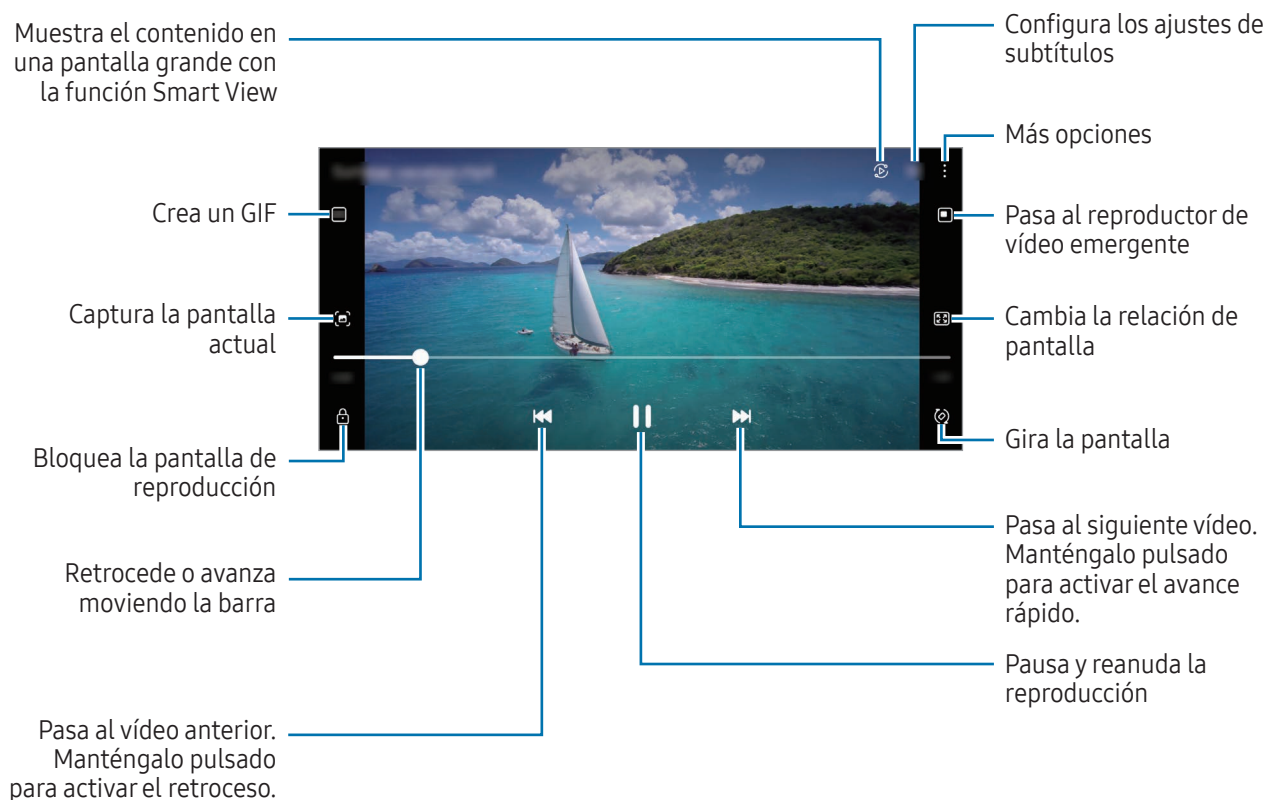 Muestra el contenido en
una pantalla grande con
la función Smart View
Crea un GIF
Captura la pantalla
actual
Bloquea la pantalla de
reproducción
Retrocede o avanza
moviendo la barra
Pasa al vídeo anterior.
Manténgalo pulsado
para activar el retroceso.
Configura los ajustes de
subtítulos
Más opciones
Pasa al reproductor de
vídeo emergente
Cambia la relación de
pantalla
Gira la pantalla
Pasa al siguiente vídeo.
Manténgalo pulsado
para activar el avance
rápido.
Pausa y reanuda la
reproducción